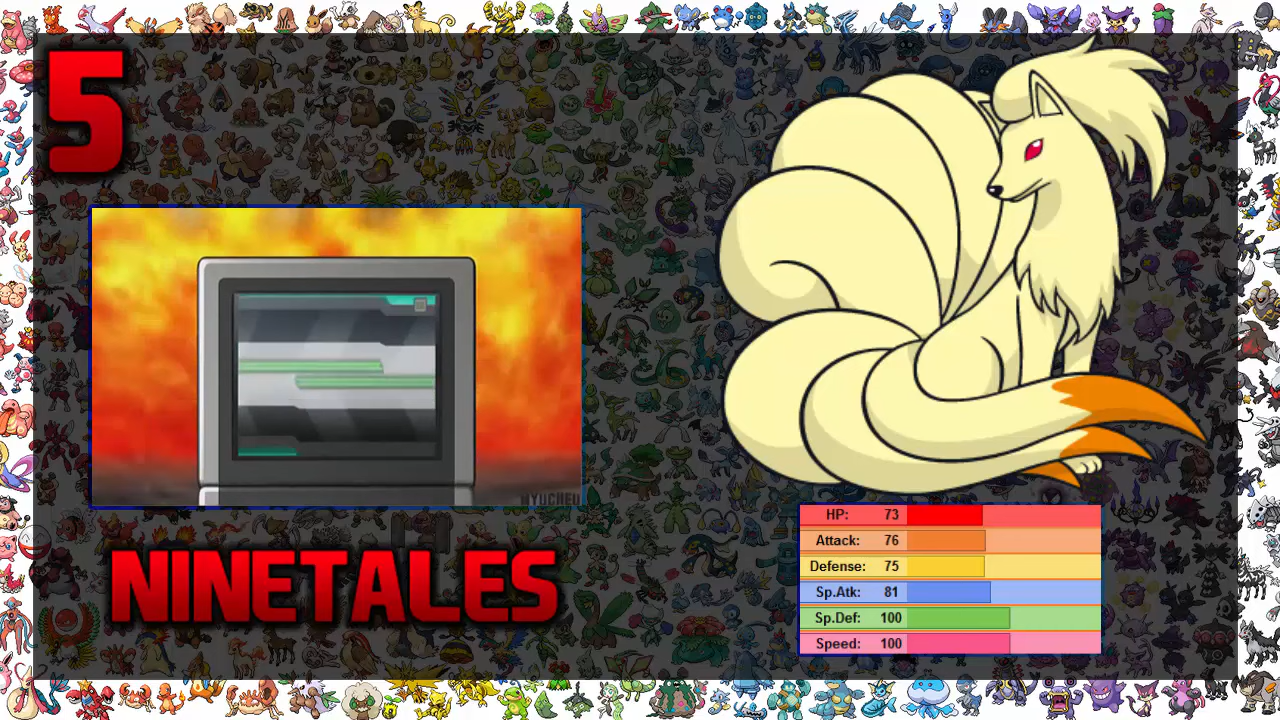 5
NINETALES
HP: 73
Attack: 76
Defense: 75
Sp.Atk: 81
Sp.Def: 100
Speed: 100